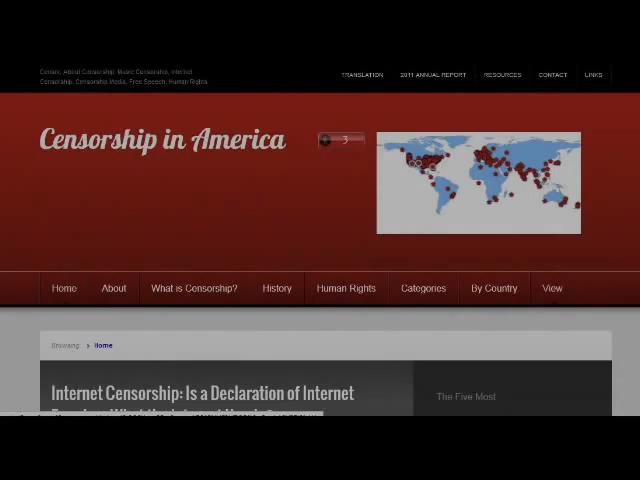 Censor, About Censorship, Music Censorship, Internet
Censorship, Censorship Media, Free Speech, Human Rights
TRANSLATION 2011 ANNUAL REPORT RESOURCES CONTACT LINKS
Censorship in America
3
Home About What is Censorship? History Human Rights Categories By Country View
Browsing: Home
Internet Censorship: Is a Declaration of Internet
The Five Most